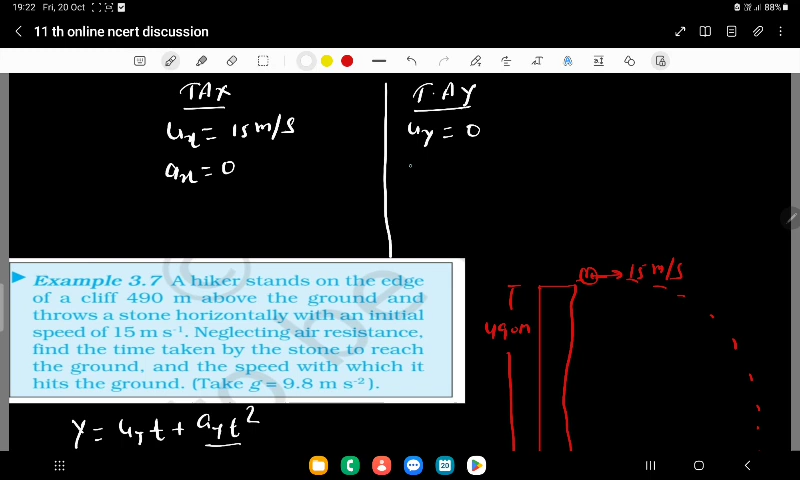 19:22 Fri, 20 Oct
88%
11 th online ncert discussion
TAX
T.AY
ux = 15 m/s
uy = 0
ax = 0
Example 3.7 A hiker stands on the edge
of a cliff 490 m above the ground and
throws a stone horizontally with an initial
speed of 15 m s⁻¹. Neglecting air resistance,
find the time taken by the stone to reach
the ground, and the speed with which it
hits the ground. (Take g = 9.8 m s⁻²).
m → 15 m/s
490m
Y = uyt + ayt²
20